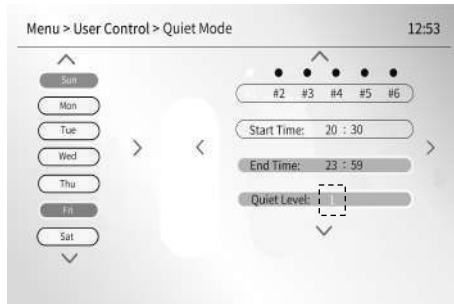 Menu > User Control > Quiet Mode 12:53
Sun
Mon
Tue
Wed
Thu
Fri
Sat
#2 #3 #4 #5 #6
Start Time: 20 : 30
End Time: 23 : 59
Quiet Level: 1